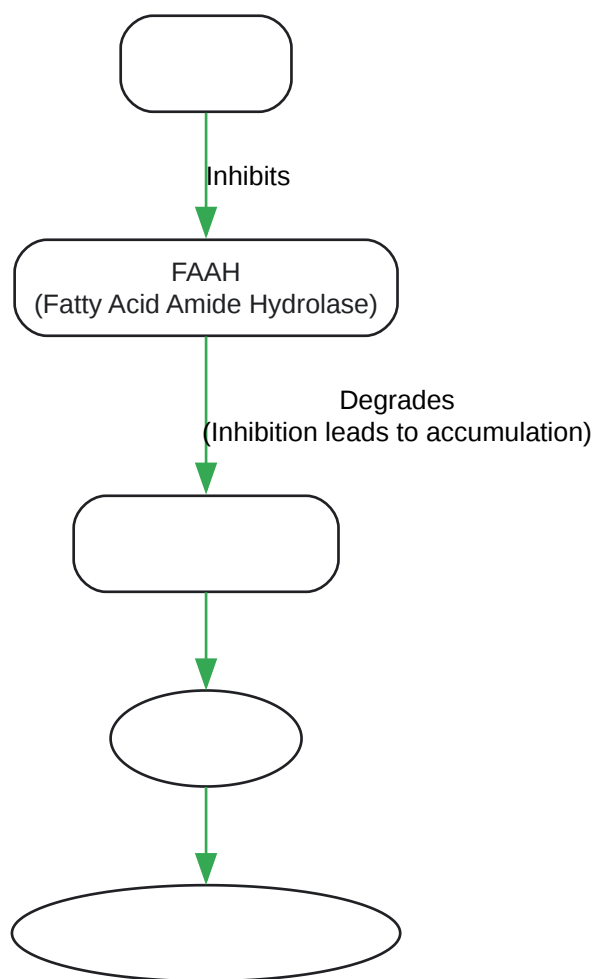 Inhibits
FAAH
(Fatty Acid Amide Hydrolase)
Degrades
(Inhibition leads to accumulation)